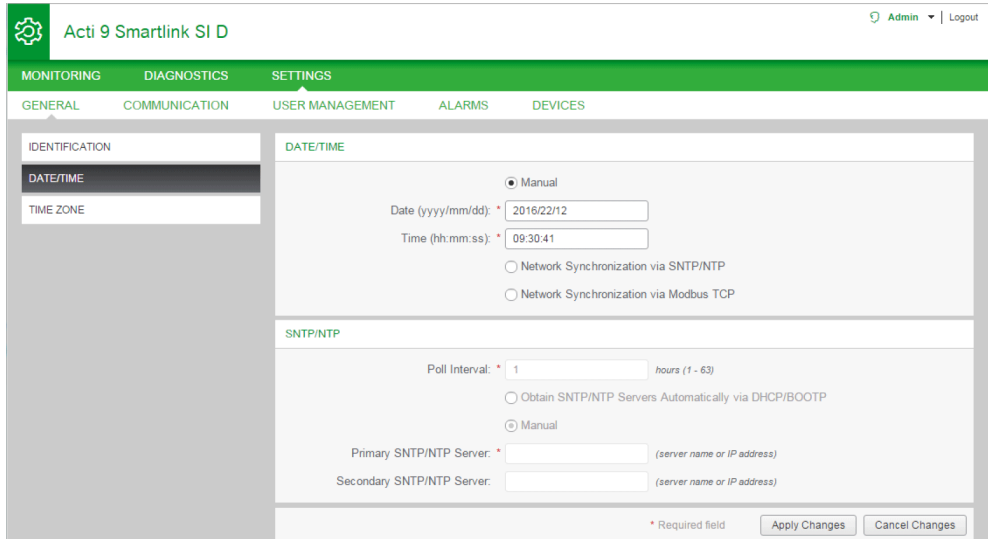 Acti 9 Smartlink SI D
Admin | Logout
MONITORING DIAGNOSTICS SETTINGS
GENERAL COMMUNICATION USER MANAGEMENT ALARMS DEVICES
IDENTIFICATION
DATE/TIME
TIME ZONE
DATE/TIME
Manual
Date (yyyy/mm/dd): * 2016/22/12
Time (hh:mm:ss): * 09:30:41
Network Synchronization via SNTP/NTP
Network Synchronization via Modbus TCP
SNTP/NTP
Poll Interval: * 1 hours (1 - 63)
Obtain SNTP/NTP Servers Automatically via DHCP/BOOTP
Manual
Primary SNTP/NTP Server: * (server name or IP address)
Secondary SNTP/NTP Server: (server name or IP address)
* Required field Apply Changes Cancel Changes